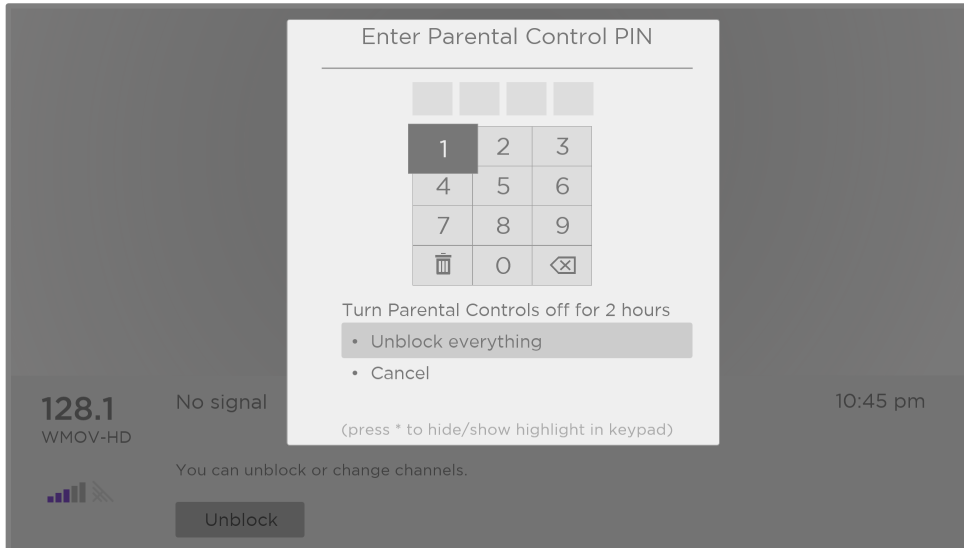 Enter Parental Control PIN
1 2 3
4 5 6
7 8 9
0
Turn Parental Controls off for 2 hours
• Unblock everything
• Cancel
(press * to hide/show highlight in keypad)
128.1 No signal 10:45 pm
WMOV-HD
You can unblock or change channels.
Unblock